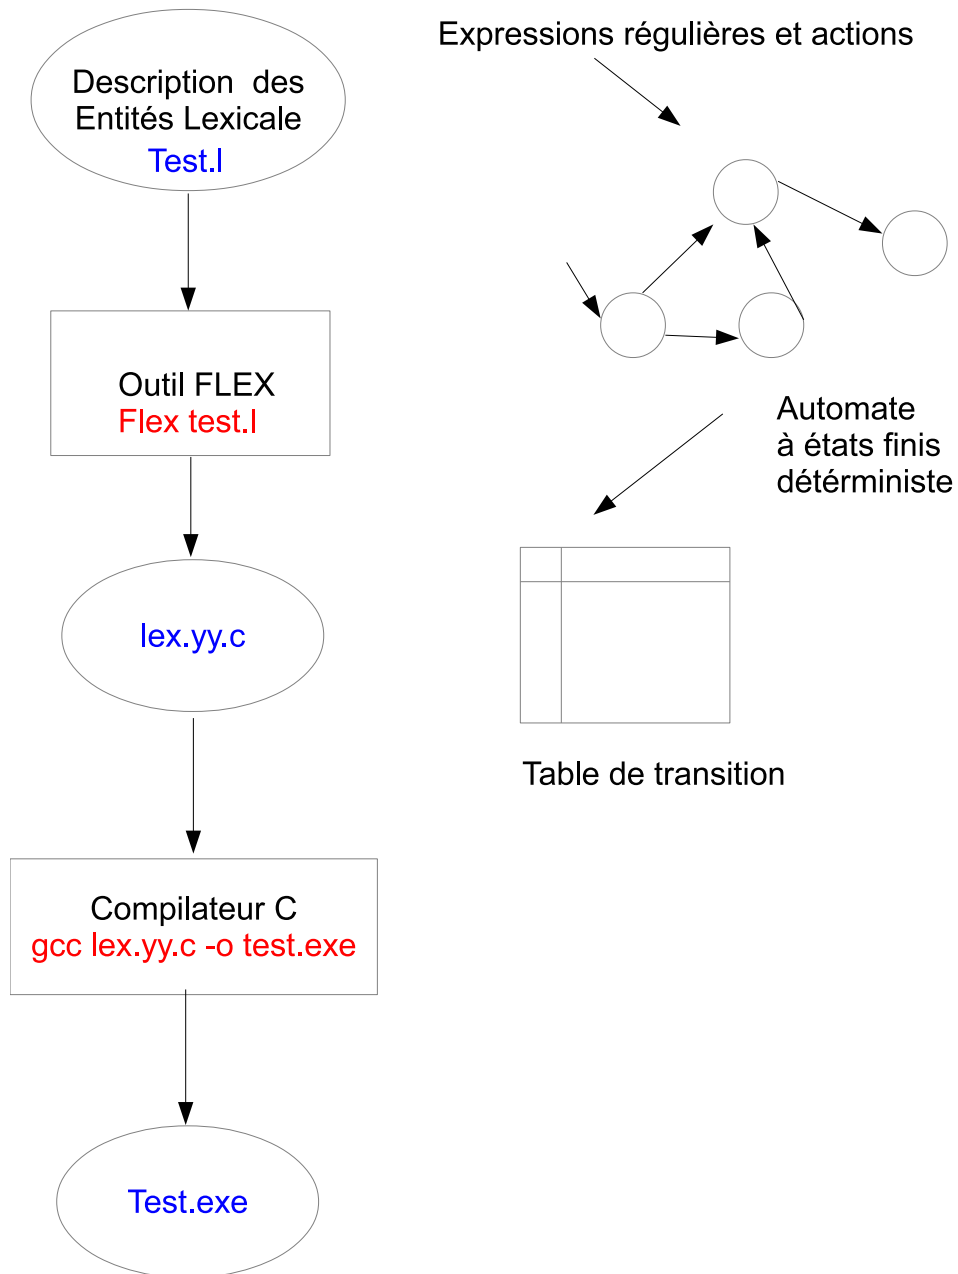 Description des
Entités Lexicale
Test.l
Outil FLEX
Flex test.l
lex.yy.c
Compilateur C
gcc lex.yy.c -o test.exe
Test.exe
Expressions régulières et actions
Automate
à états finis
détérministe
Table de transition